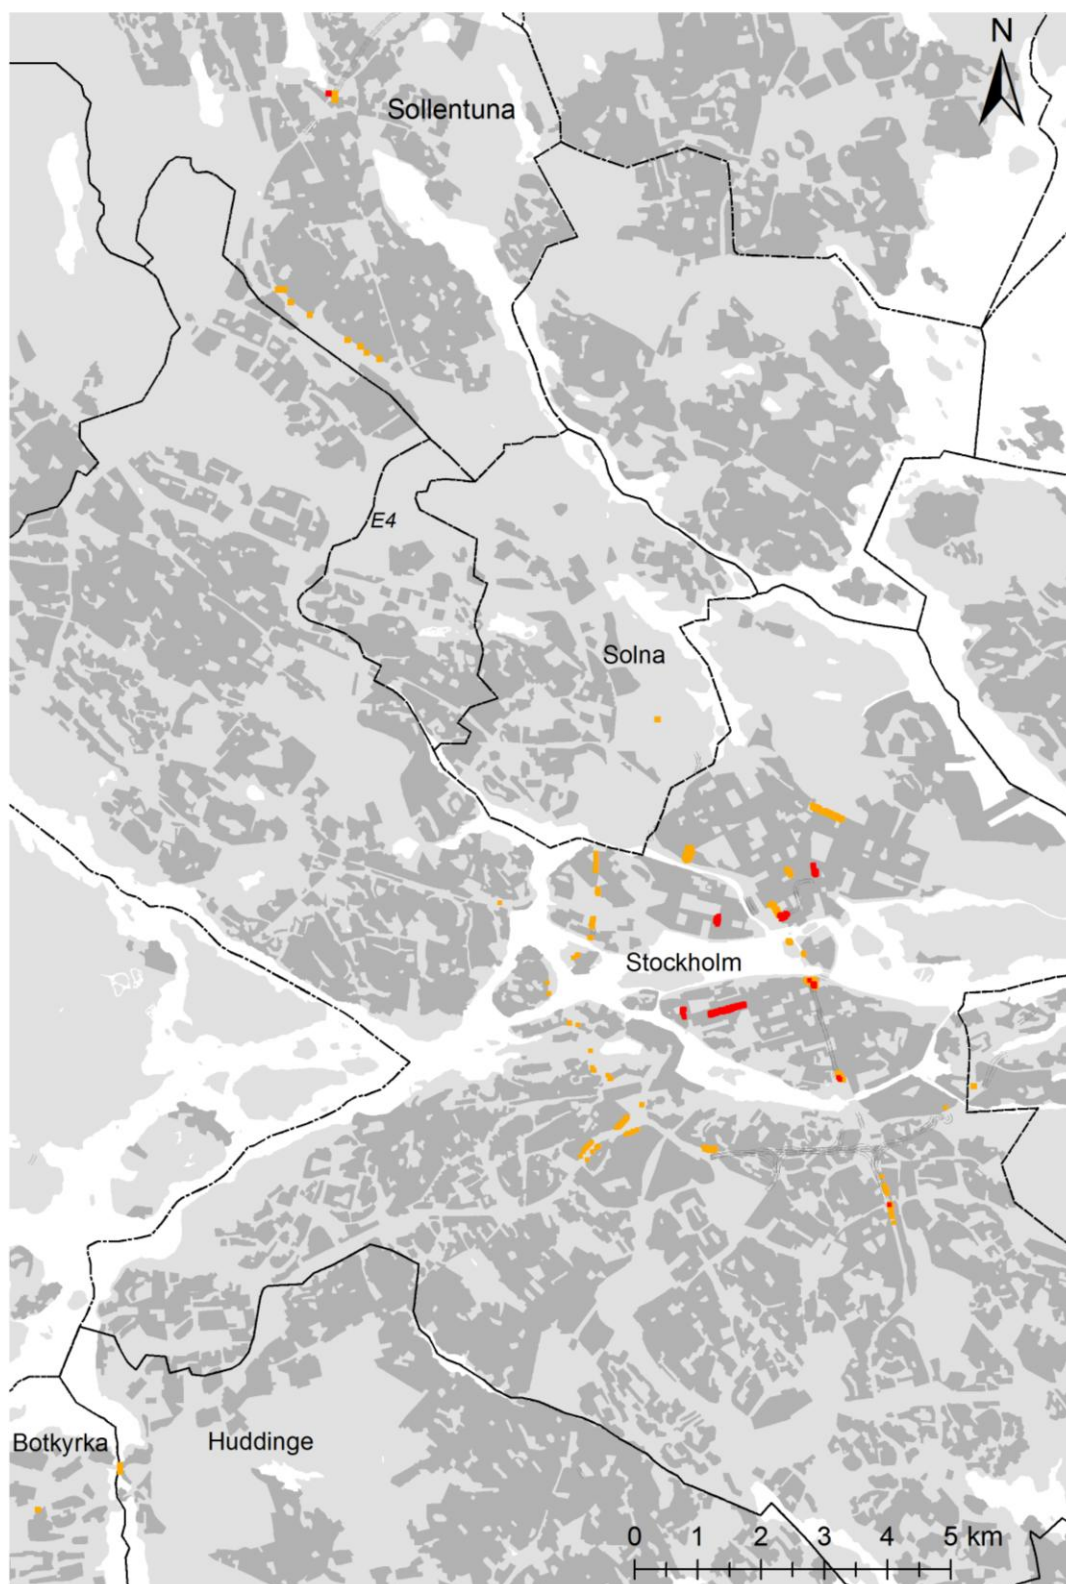 N
Sollentuna
E4
Solna
Stockholm
Botkyrka
Huddinge
0 1 2 3 4 5 km